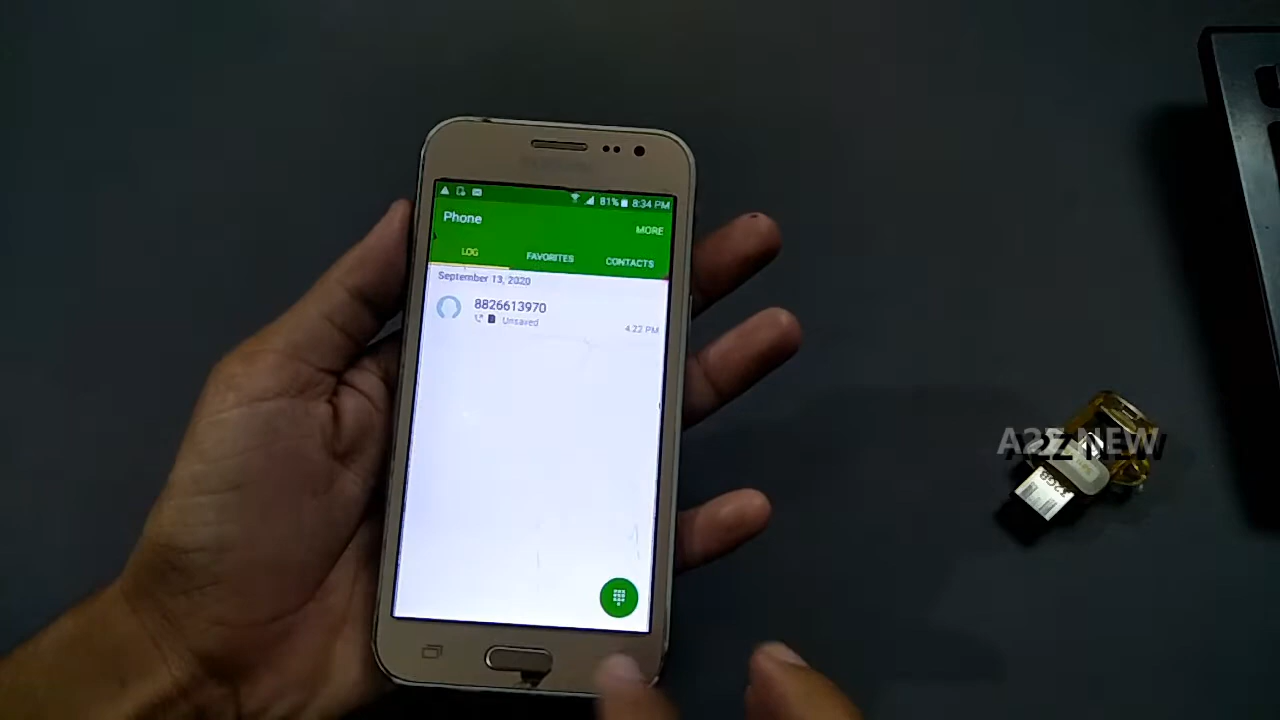 81% 8:34 PM
Phone
MORE
LOG FAVORITES CONTACTS
September 13, 2020
8826613970
Unsaved
4:22 PM
A2Z NEW
32GB